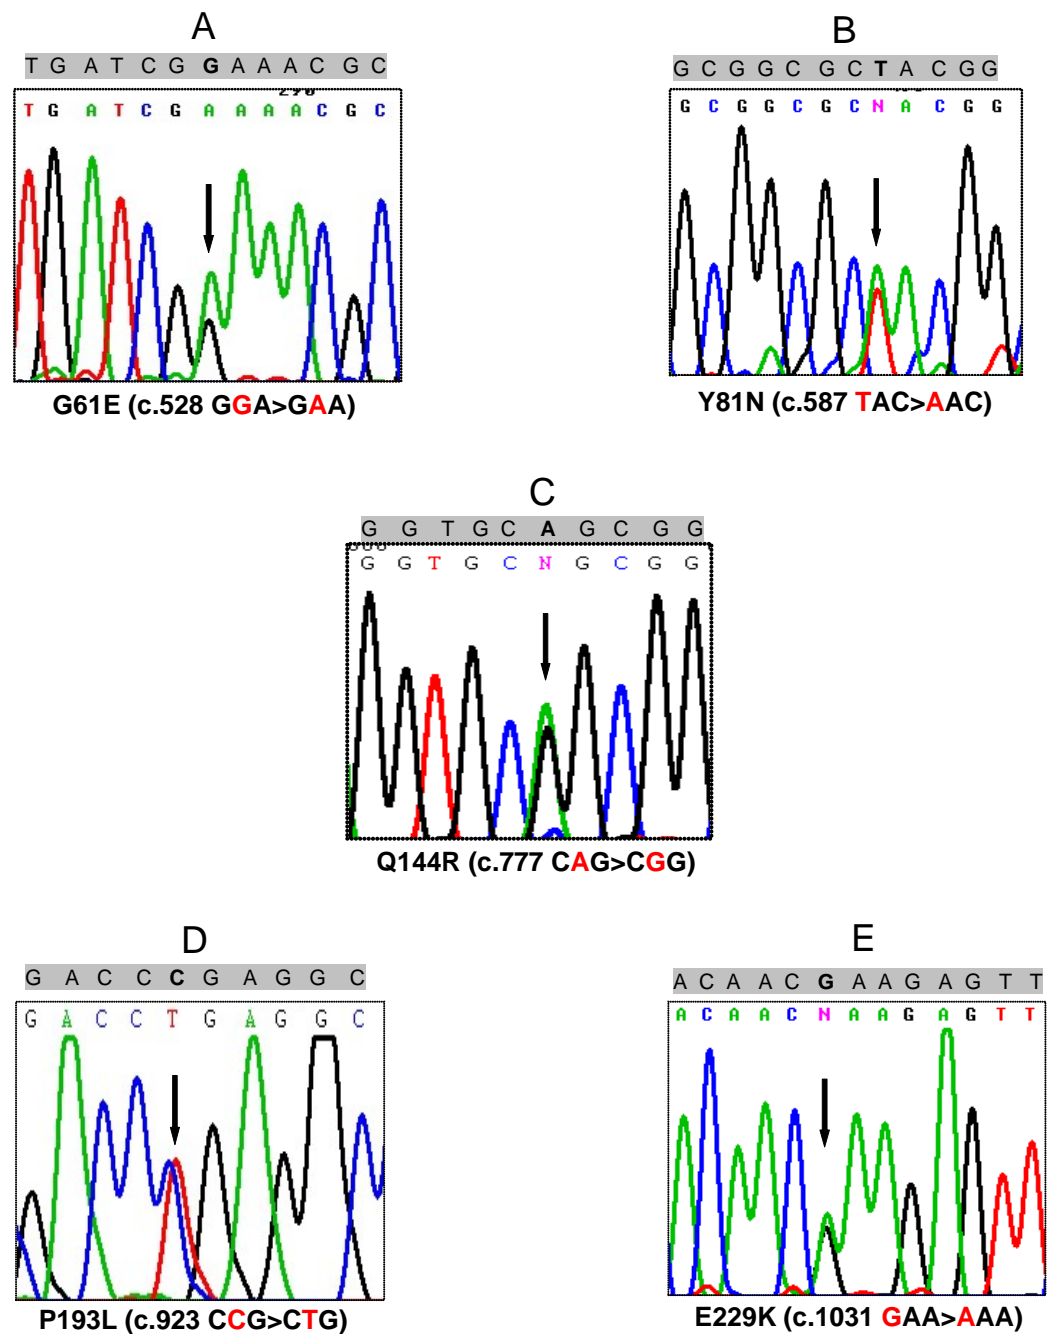 A
T G A T C G G A A A C G C
T G A T C G A A A A C G C
G61E (c.528 GGA>GAA)
B
G C G G C G C T A C G G
G C G G C G C N A C G G
Y81N (c.587 TAC>AAC)
C
G G T G C A G C G G
G G T G C N G C G G
Q144R (c.777 CAG>CGG)
D
G A C C C G A G G C
G A C C T G A G G C
P193L (c.923 CCG>CTG)
E
A C A A C G A A G A G T T
A C A A C N A A G A G T T
E229K (c.1031 GAA>AAA)